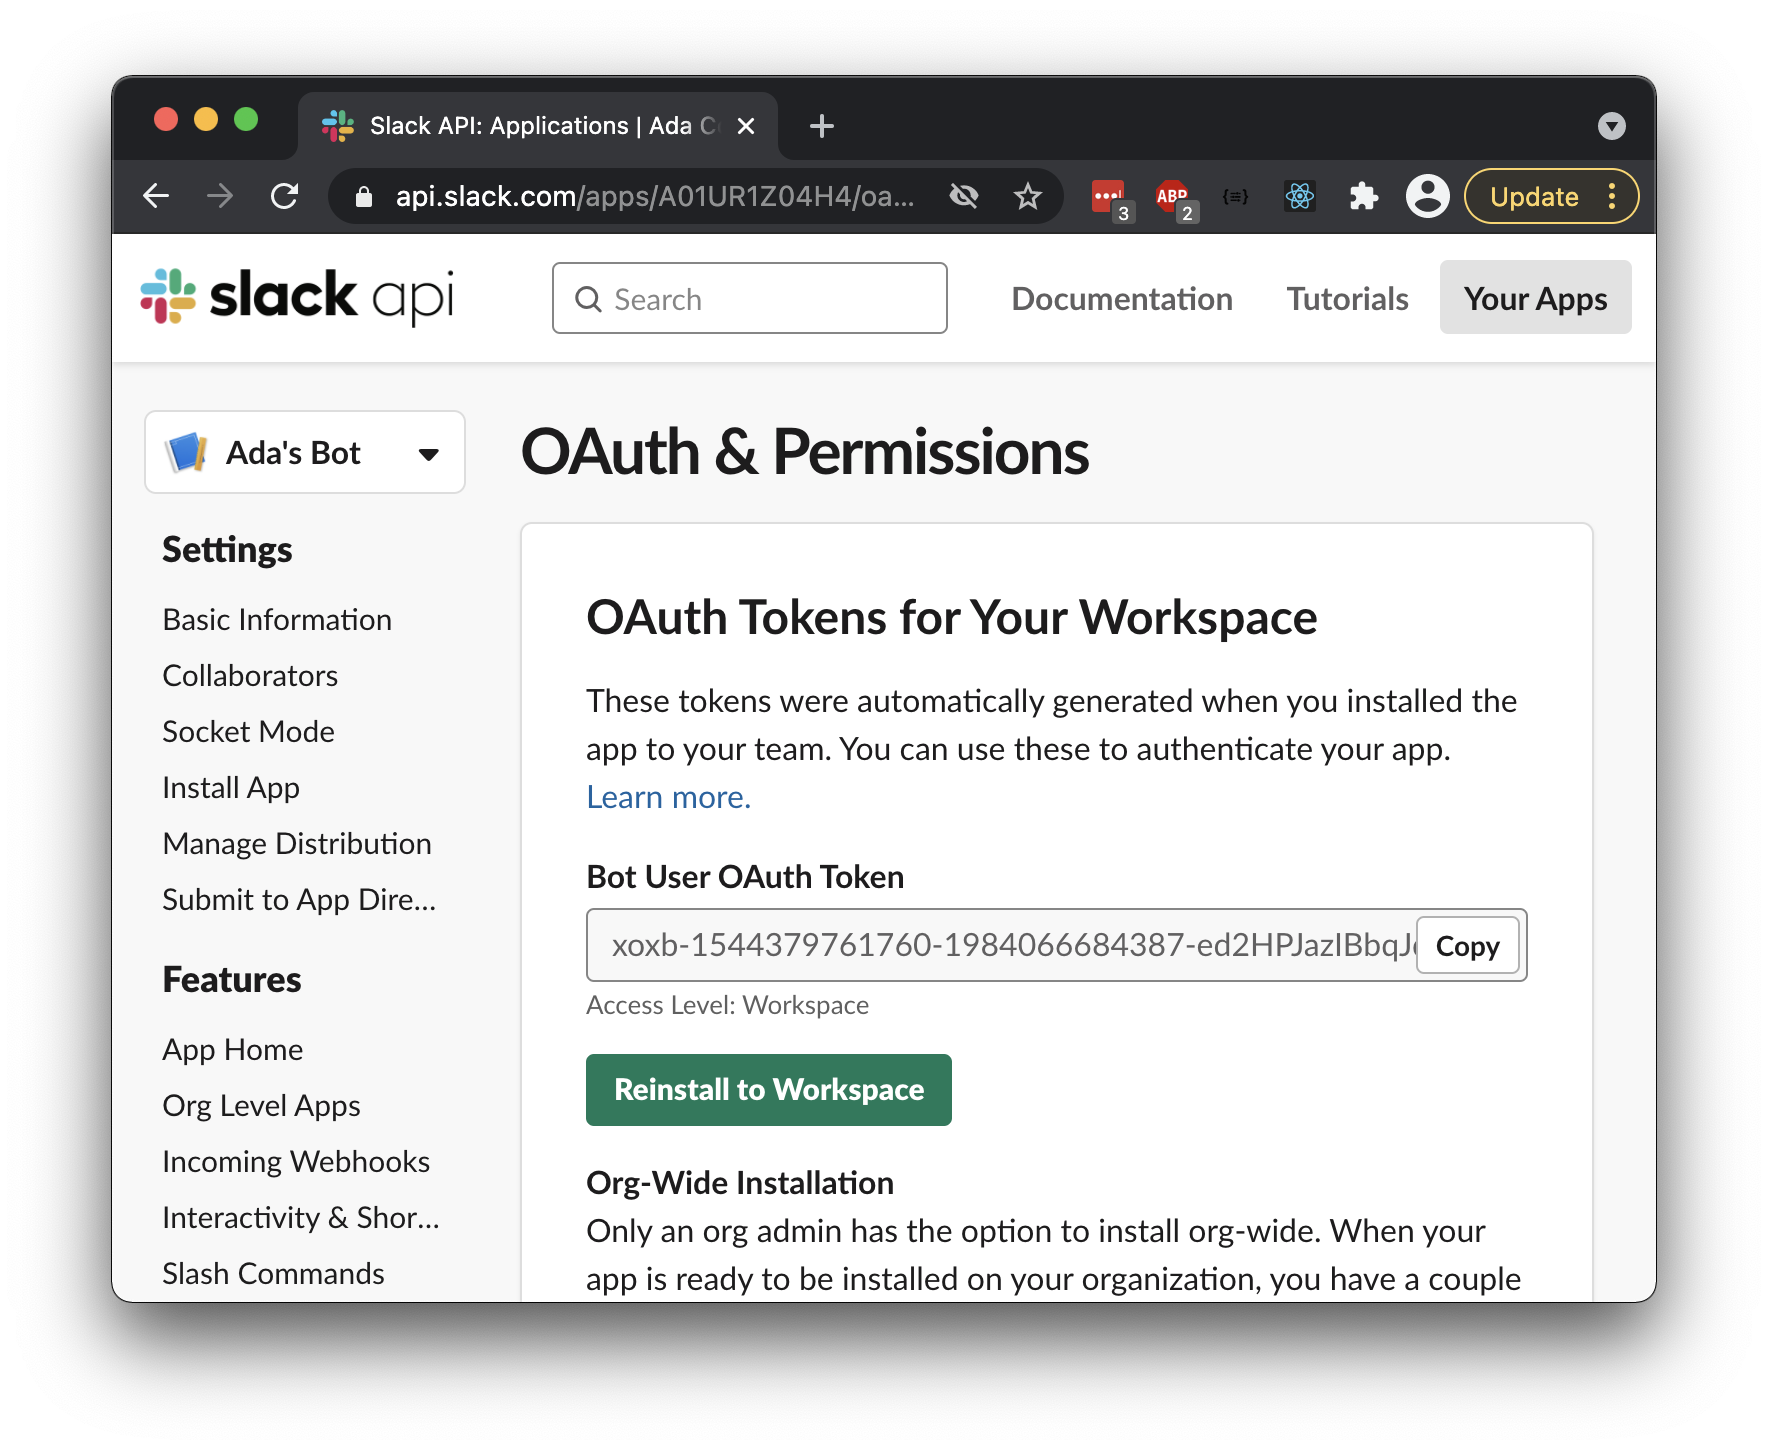 Slack API: Applications | Ada C
api.slack.com/apps/A01UR1Z04H4/oa...
3
ABP
2
Update
slack api
Search
Documentation
Tutorials
Your Apps
Ada's Bot
Settings
Basic Information
Collaborators
Socket Mode
Install App
Manage Distribution
Submit to App Dire...
Features
App Home
Org Level Apps
Incoming Webhooks
Interactivity & Shor...
Slash Commands
OAuth & Permissions
OAuth Tokens for Your Workspace
These tokens were automatically generated when you installed the
app to your team. You can use these to authenticate your app.
Learn more.
Bot User OAuth Token
xoxb-1544379761760-1984066684387-ed2HPJazIBbqJ
Copy
Access Level: Workspace
Reinstall to Workspace
Org-Wide Installation
Only an org admin has the option to install org-wide. When your
app is ready to be installed on your organization, you have a couple